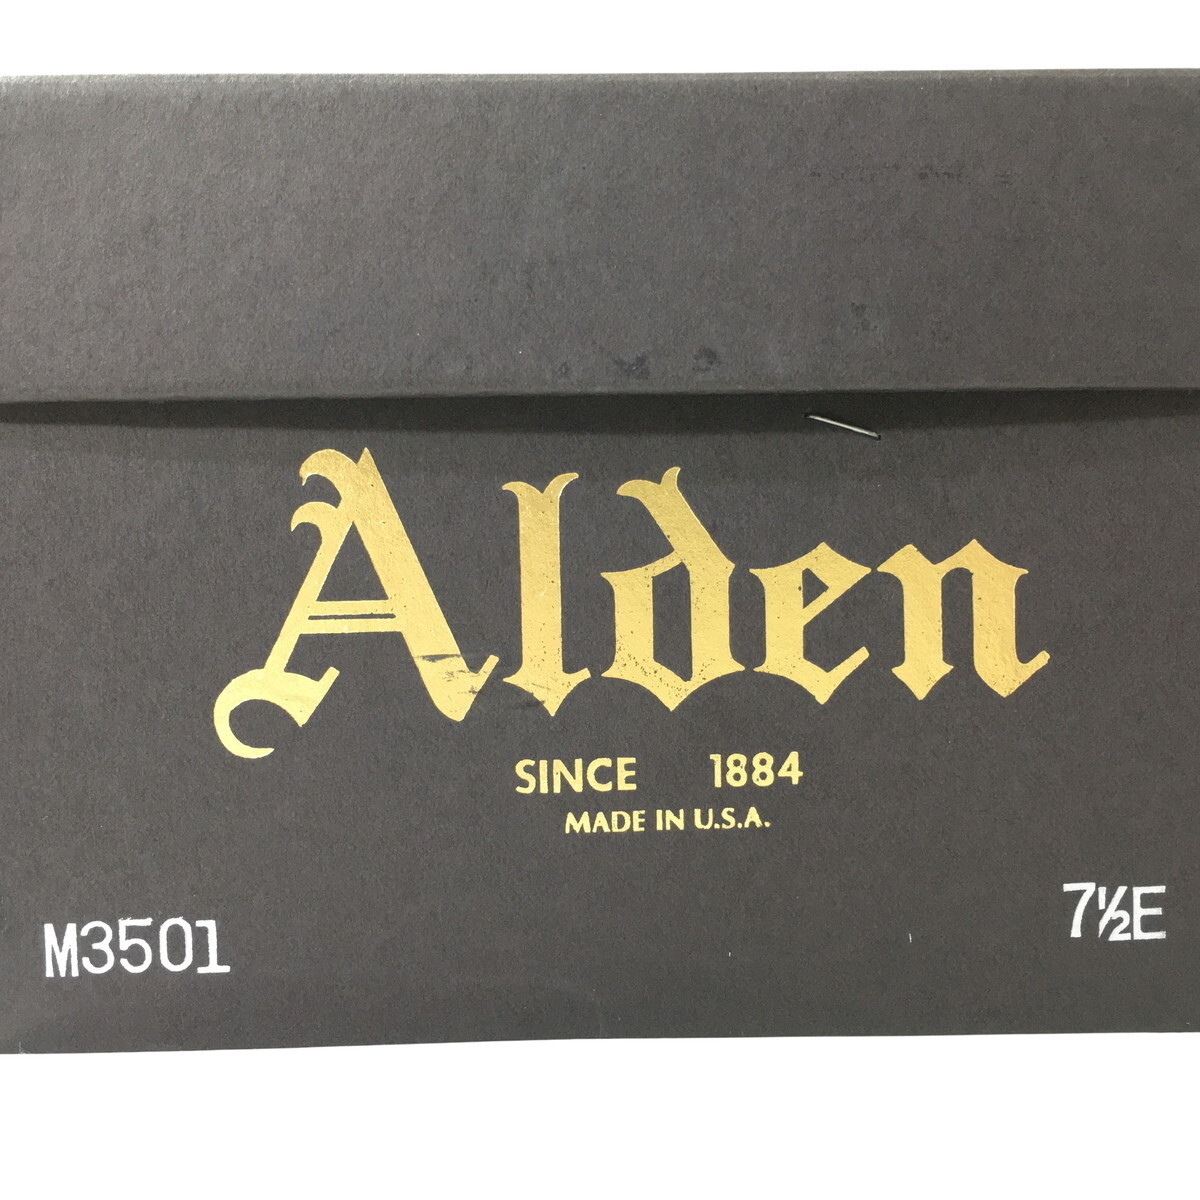 Alden
SINCE 1884
MADE IN U.S.A.
M3501 7½E